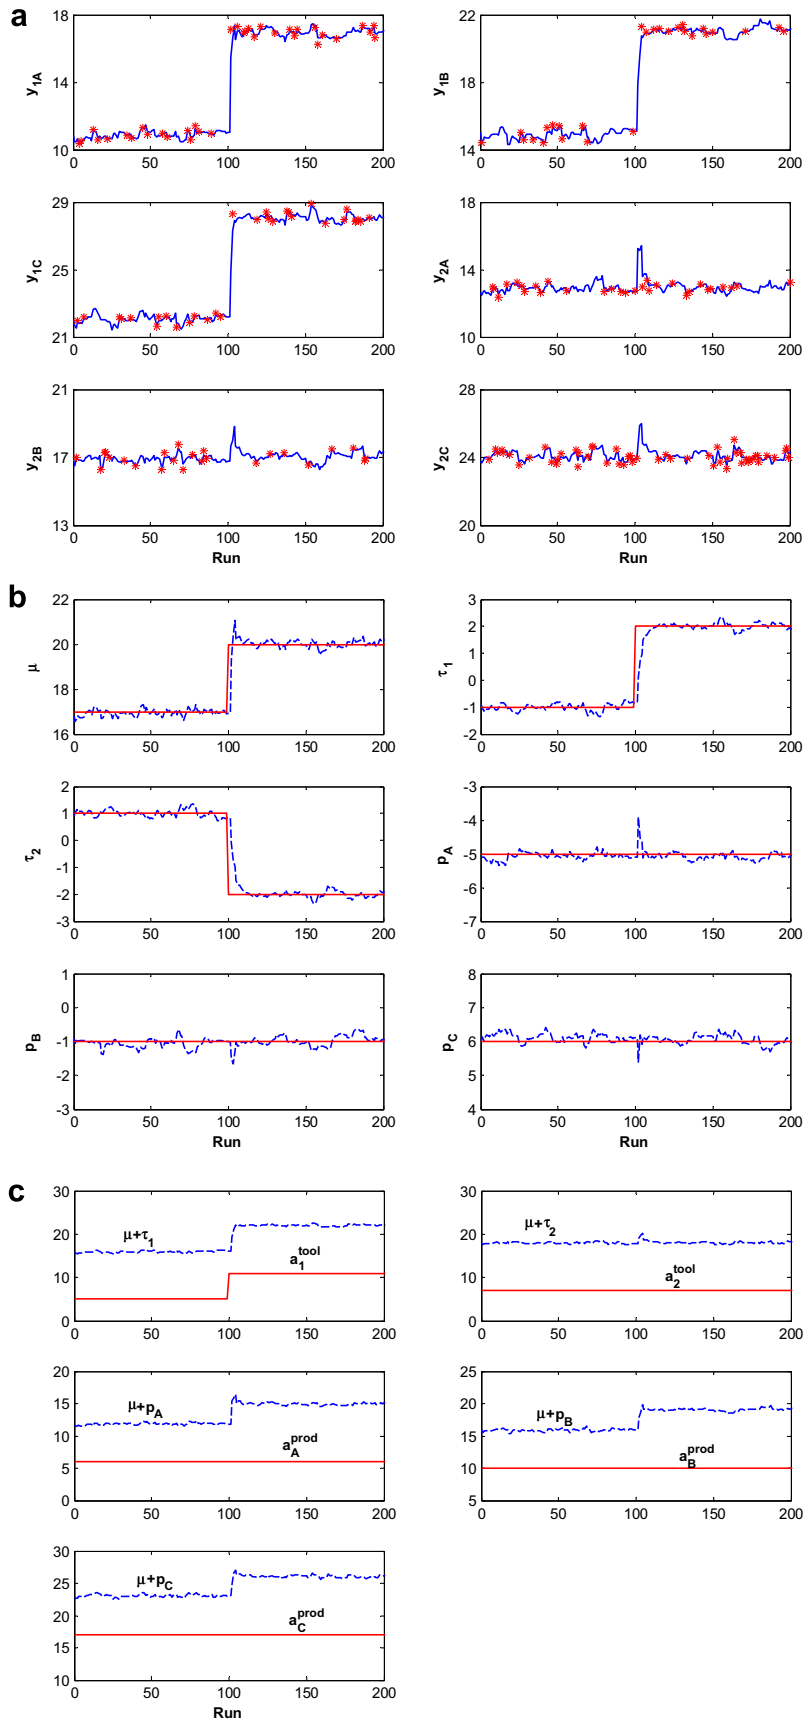 a
18
14
10
y1A
0 50 100 150 200
22
18
14
y1B
0 50 100 150 200
29
25
21
y1C
0 50 100 150 200
18
13
10
y2A
0 50 100 150 200
21
17
13
y2B
0 50 100 150 200
Run
28
24
20
y2C
0 50 100 150 200
Run
b
22
20
18
16
μ
0 50 100 150 200
3
2
1
0
-1
-2
τ1
0 50 100 150 200
2
1
0
-1
-2
-3
τ2
0 50 100 150 200
-3
-4
-5
-6
-7
pA
0 50 100 150 200
1
0
-1
-2
-3
pB
0 50 100 150 200
Run
8
7
6
5
4
pC
0 50 100 150 200
Run
c
30
20
10
0
μ+τ1
a1tool
0 50 100 150 200
30
20
10
0
μ+τ2
a2tool
0 50 100 150 200
20
15
10
5
0
μ+pA
aAprod
0 50 100 150 200
25
20
15
10
5
μ+pB
aBprod
0 50 100 150 200
30
25
20
15
10
μ+pC
aCprod
0 50 100 150 200
Run